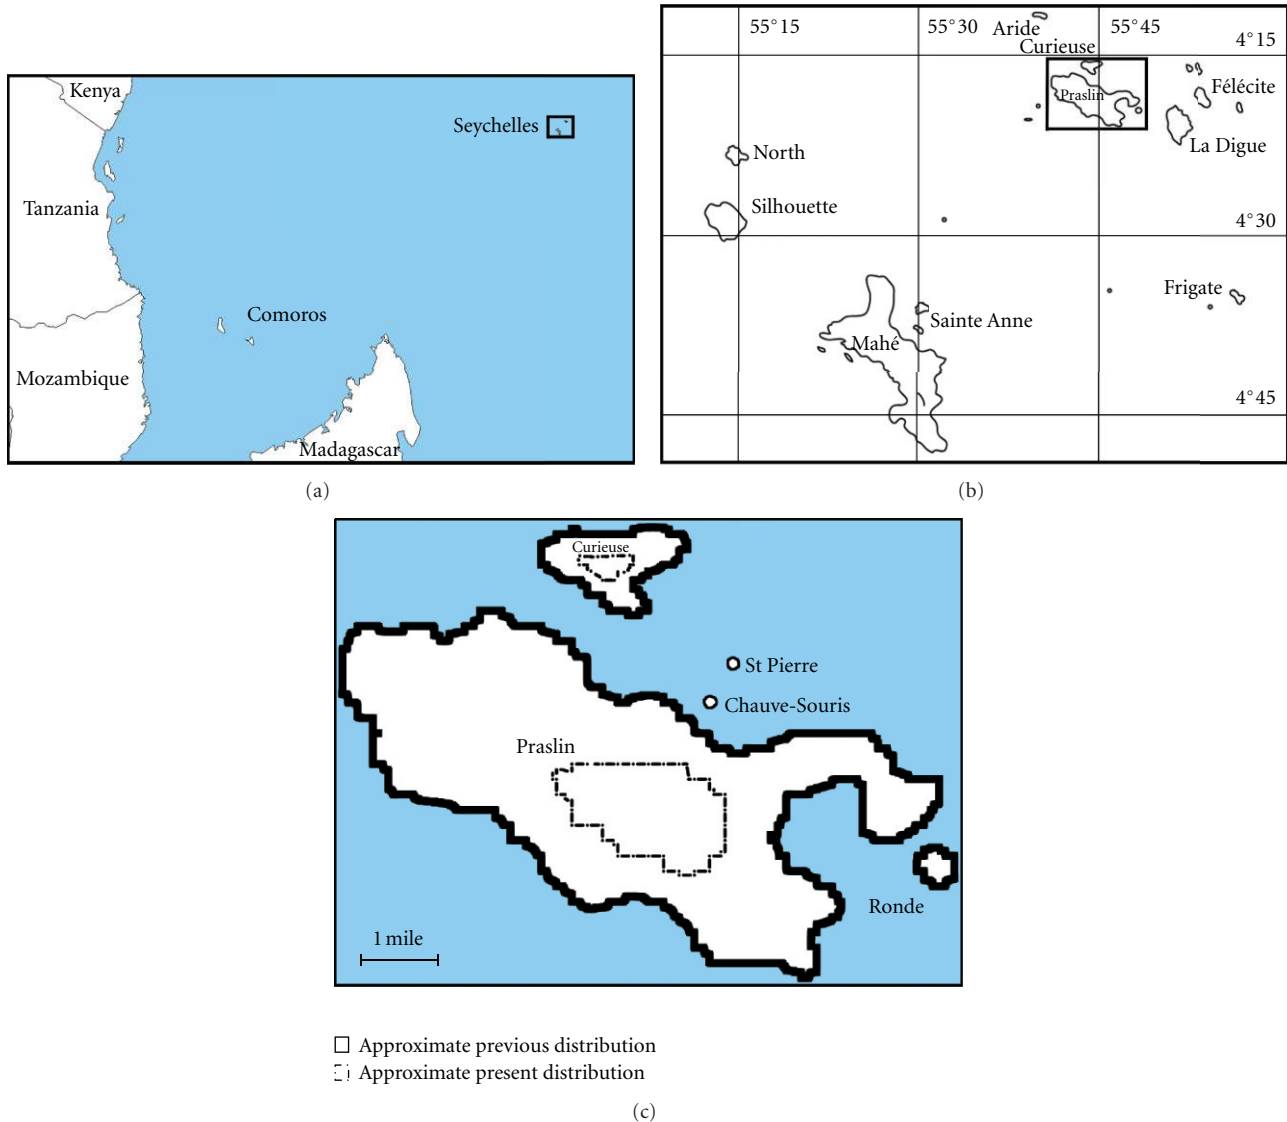 Kenya
Seychelles
Tanzania
Comoros
Mozambique
Madagascar
(a)
55°15
55°30
Aride
55°45
4°15
Curieuse
Praslin
Félécite
La Digue
North
Silhouette
4°30
Frigate
Sainte Anne
Mahé
4°45
(b)
Curieuse
St Pierre
Chauve-Souris
Praslin
Ronde
1 mile
Approximate previous distribution
Approximate present distribution
(c)